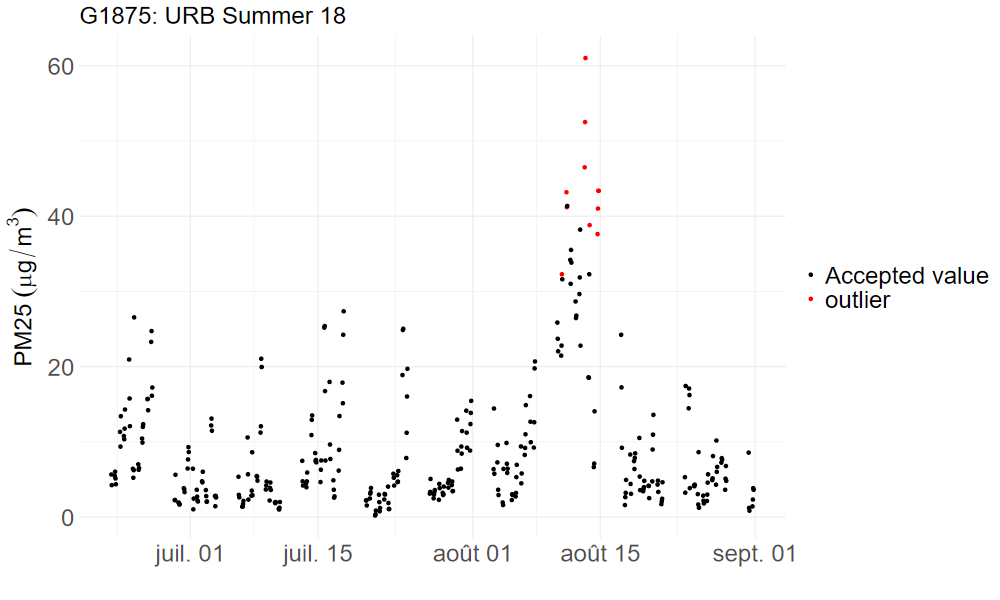 G1875: URB Summer 18
60
40
20
0
PM25 (μg/m³)
juil. 01
juil. 15
août 01
août 15
sept. 01
Accepted value
outlier